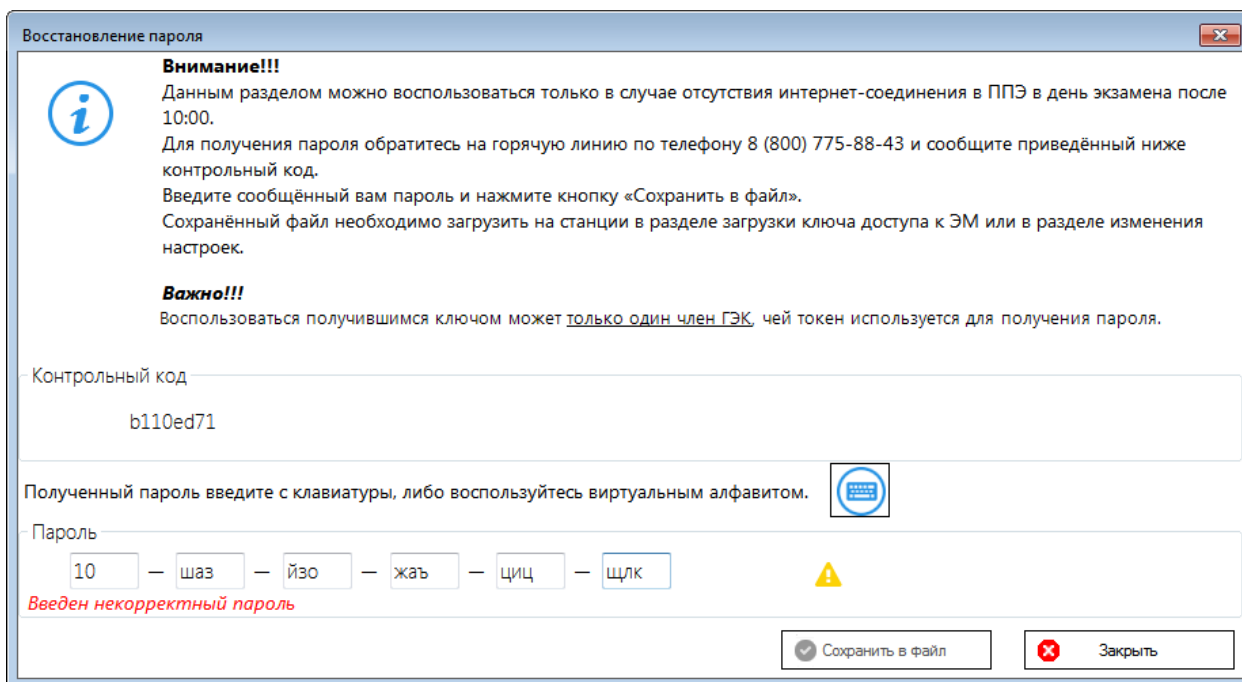 Восстановление пароля
Внимание!!!
Данным разделом можно воспользоваться только в случае отсутствия интернет-соединения в ППЭ в день экзамена после
10:00.
Для получения пароля обратитесь на горячую линию по телефону 8 (800) 775-88-43 и сообщите приведённый ниже
контрольный код.
Введите сообщённый вам пароль и нажмите кнопку «Сохранить в файл».
Сохранённый файл необходимо загрузить на станции в разделе загрузки ключа доступа к ЭМ или в разделе изменения
настроек.
Важно!!!
Воспользоваться получившимся ключом может только один член ГЭК, чей токен используется для получения пароля.
Контрольный код
b110ed71
Полученный пароль введите с клавиатуры, либо воспользуйтесь виртуальным алфавитом.
Пароль
10 — шаз — йзо — жаъ — циц — щлк
Введен некорректный пароль
Сохранить в файл Закрыть